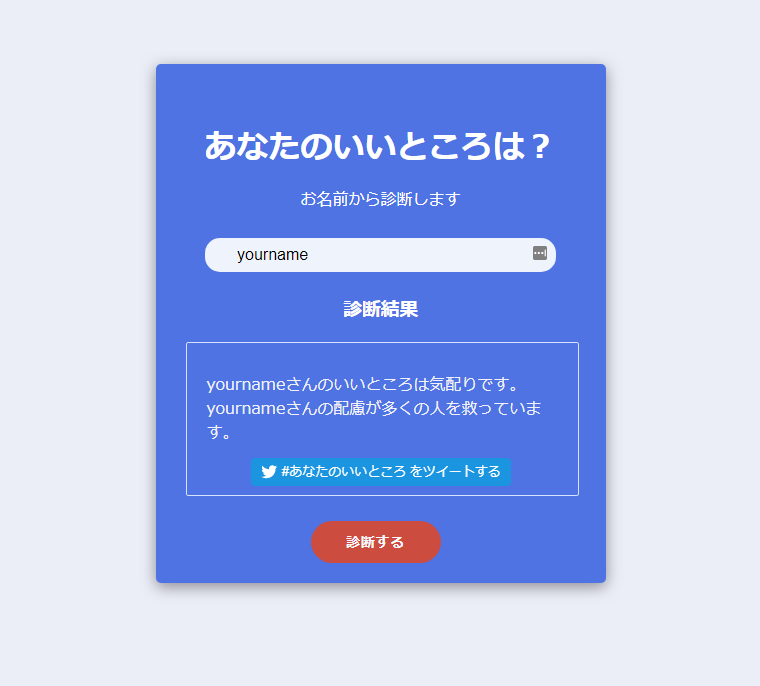 あなたのいいところは？
お名前から診断します
yourname
診断結果
yournameさんのいいところは気配りです。
yournameさんの配慮が多くの人を救っていま
す。
#あなたのいいところ をツイートする
診断する